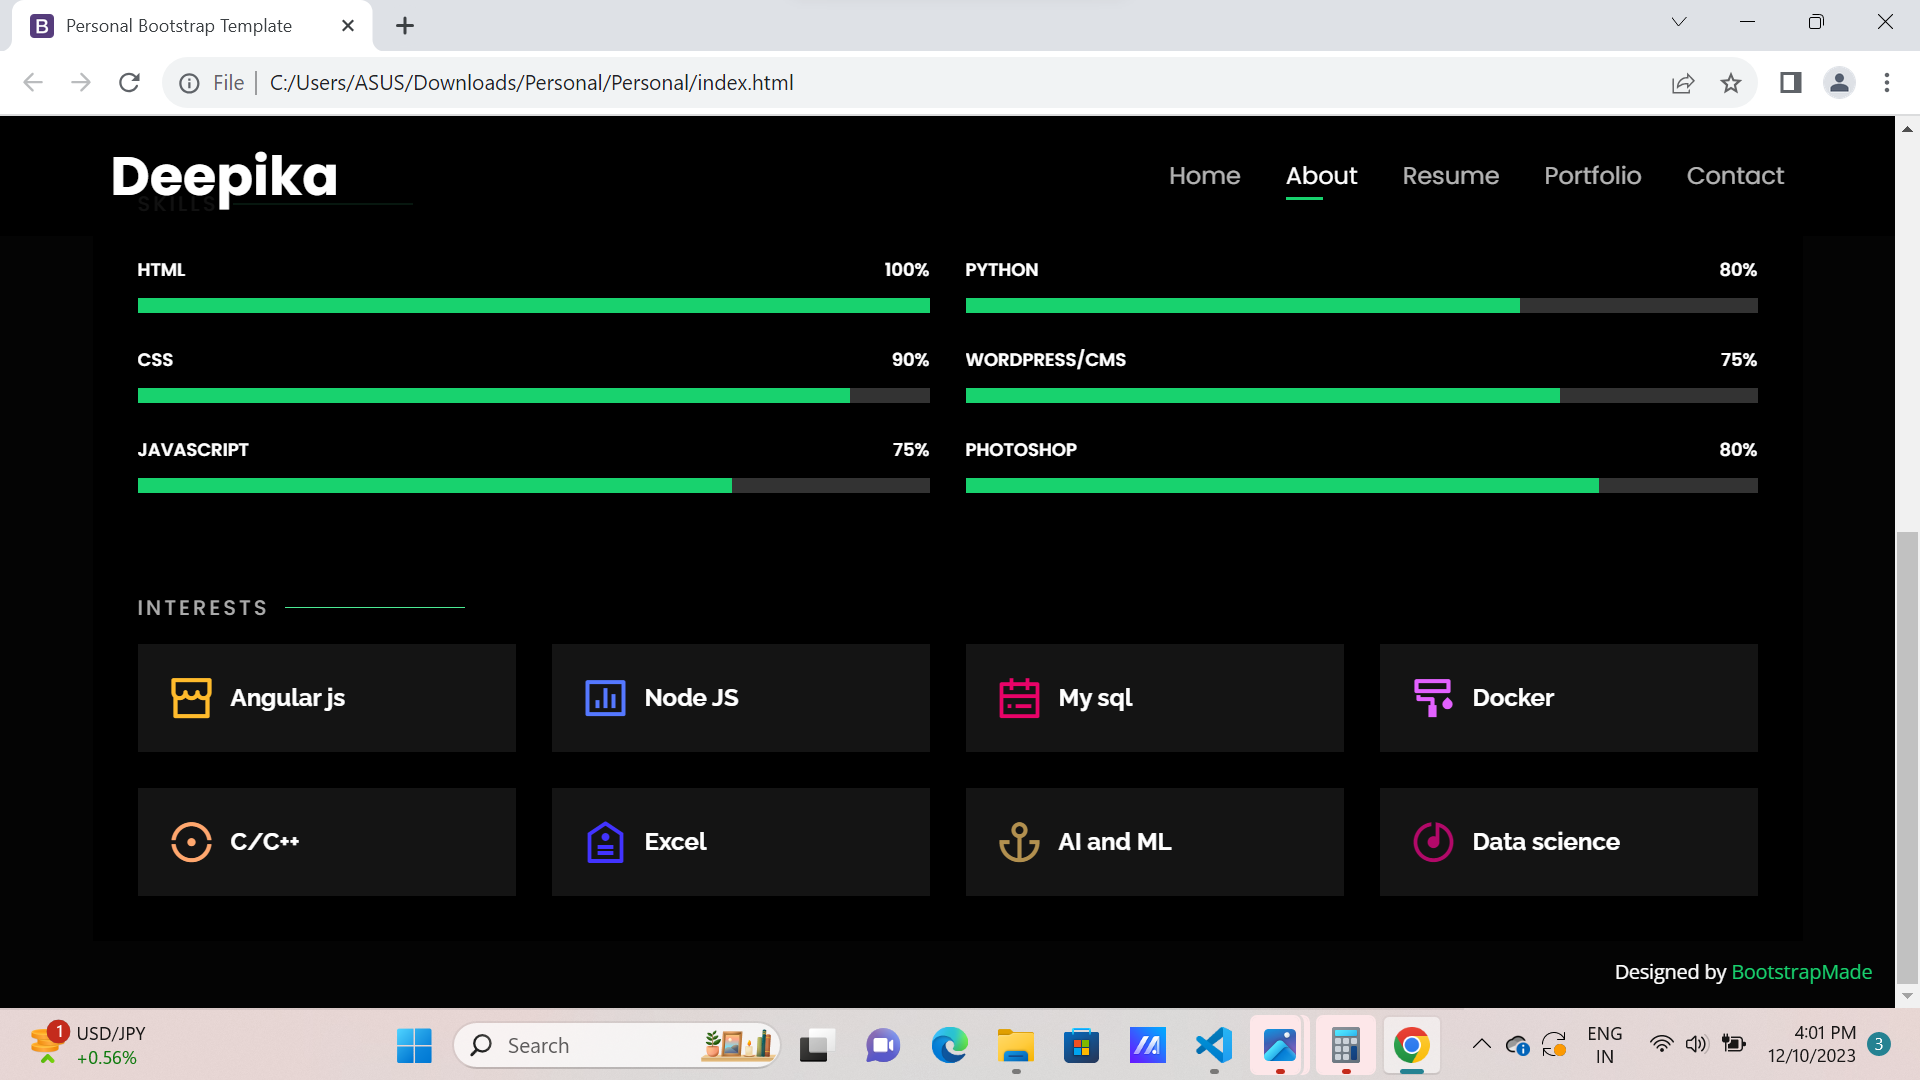 Personal Bootstrap Template
File C:/Users/ASUS/Downloads/Personal/Personal/index.html
Deepika
Home About Resume Portfolio Contact
SKILLS
HTML 100% PYTHON 80%
CSS 90% WORDPRESS/CMS 75%
JAVASCRIPT 75% PHOTOSHOP 80%
INTERESTS
Angular js Node JS My sql Docker
C/C++ Excel AI and ML Data science
Designed by BootstrapMade
1 USD/JPY
+0.56%
Search
ENG
IN
4:01 PM
12/10/2023
3